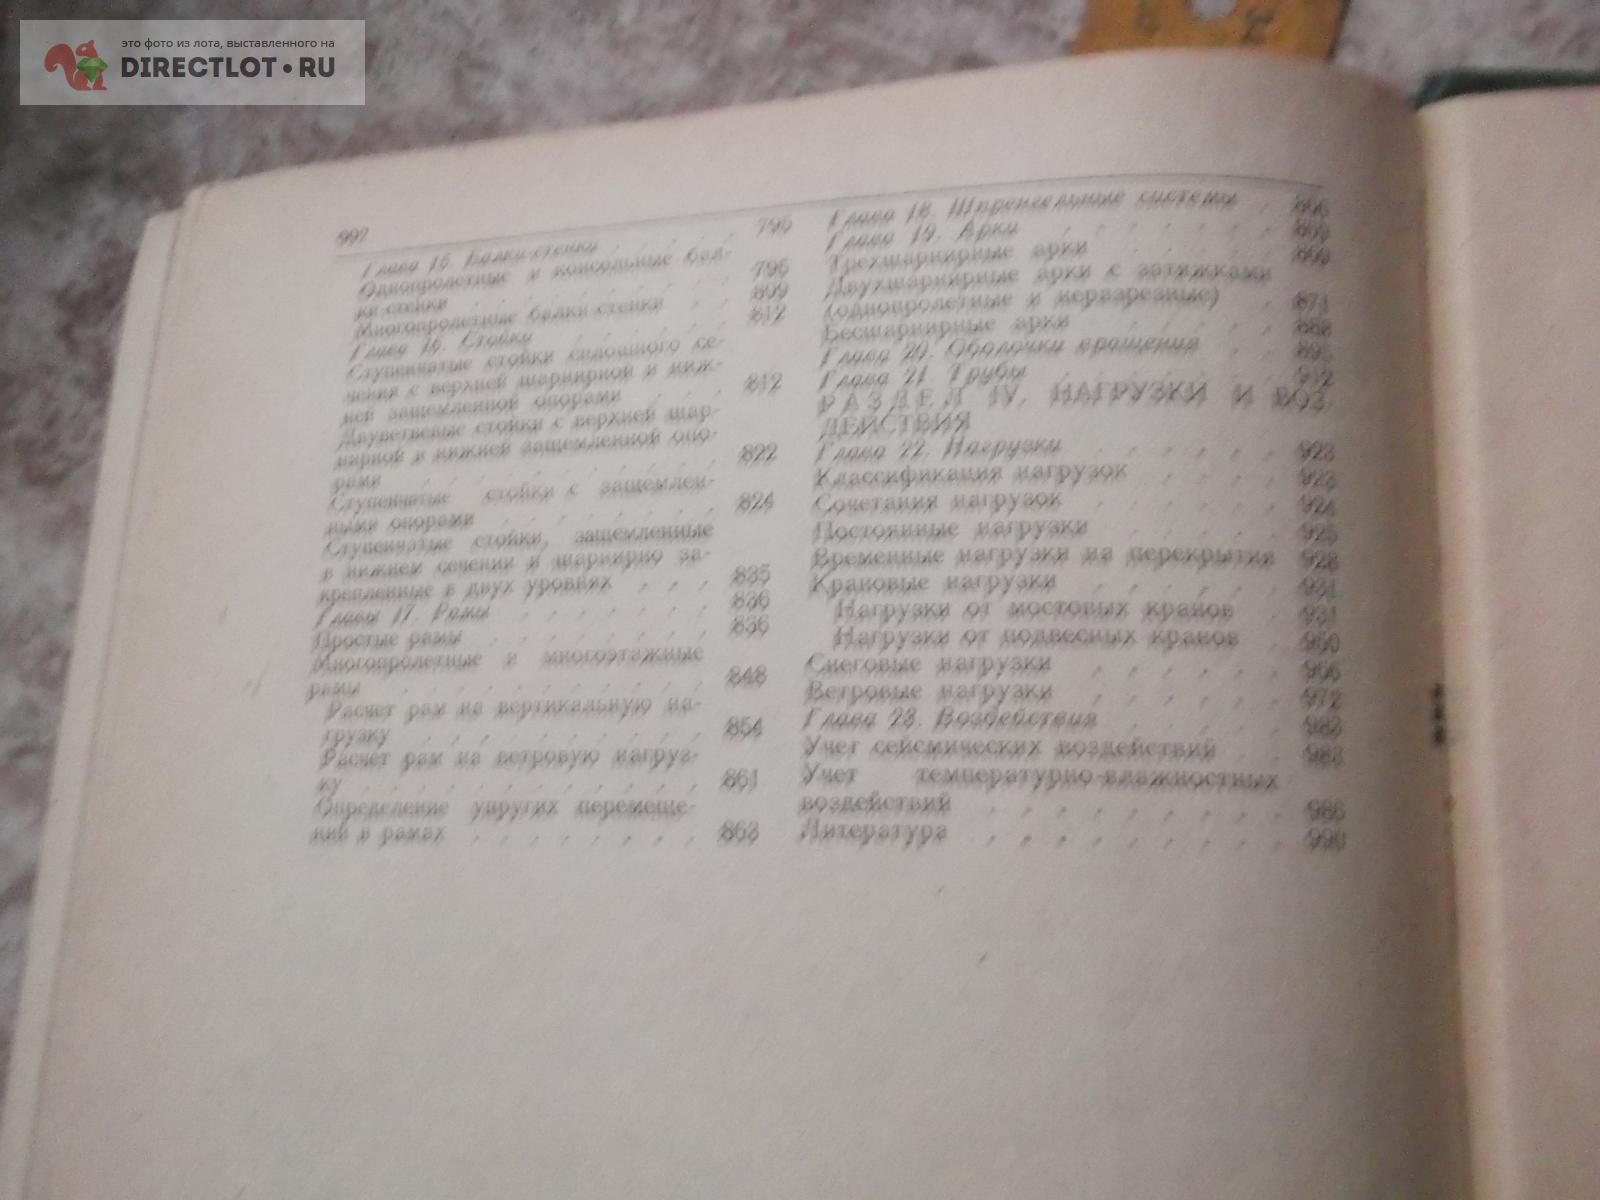 это фото из лота, выставленного на
DIRECTLOT.RU
992
Глава 15. Балки-стенки . . . . . 795
Однопролетные и консольные бал-
ки-стенки . . . . . . . . . 795
Многопролетные балки-стенки . . 809
Глава 16. Стойки . . . . . . . 812
Ступенчатые стойки сплошного се-
чения с верхней шарнирной и ниж-
ней защемленной опорами . . . . 812
Двуветвевые стойки с верхней шар-
нирной и нижней защемленной опо-
рами . . . . . . . . . . . 822
Ступенчатые стойки с защемлен-
ными опорами . . . . . . . . 824
Ступенчатые стойки, защемленные
в нижнем сечении и шарнирно за-
крепленные в двух уровнях . . . 835
Глава 17. Рамы . . . . . . . 836
Простые рамы . . . . . . . . 836
Многопролетные и многоэтажные
рамы . . . . . . . . . . . 848
Расчет рам на вертикальную на-
грузку . . . . . . . . . . 854
Расчет рам на ветровую нагруз-
ку . . . . . . . . . . . . 861
Определение упругих перемеще-
ний в рамах . . . . . . . . 863
Глава 18. Шпренгельные системы . 866
Глава 19. Арки . . . . . . . 869
Трехшарнирные арки . . . . . . 869
Двухшарнирные арки с затяжками
(однопролетные и неразрезные) . 871
Бесшарнирные арки . . . . . . 888
Глава 20. Оболочки вращения . . 895
Глава 21. Трубы . . . . . . . 912
РАЗДЕЛ IV. НАГРУЗКИ И ВОЗ-
ДЕЙСТВИЯ
Глава 22. Нагрузки . . . . . . 923
Классификация нагрузок . . . . 923
Сочетания нагрузок . . . . . . 924
Постоянные нагрузки . . . . . 925
Временные нагрузки на перекрытия 928
Крановые нагрузки . . . . . . 931
Нагрузки от мостовых кранов . 931
Нагрузки от подвесных кранов . 950
Снеговые нагрузки . . . . . . 966
Ветровые нагрузки . . . . . . 972
Глава 23. Воздействия . . . . . 983
Учет сейсмических воздействий . . 983
Учет температурно-влажностных
воздействий . . . . . . . . . 986
Литература . . . . . . . . . 990